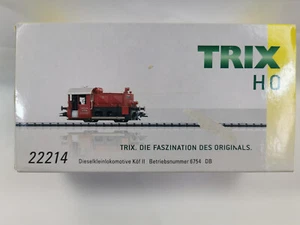 TRIX
H0
TRIX. DIE FASZINATION DES ORIGINALS.
22214
Dieselkleinlokomotive Köf II Betriebsnummer 6754 DB